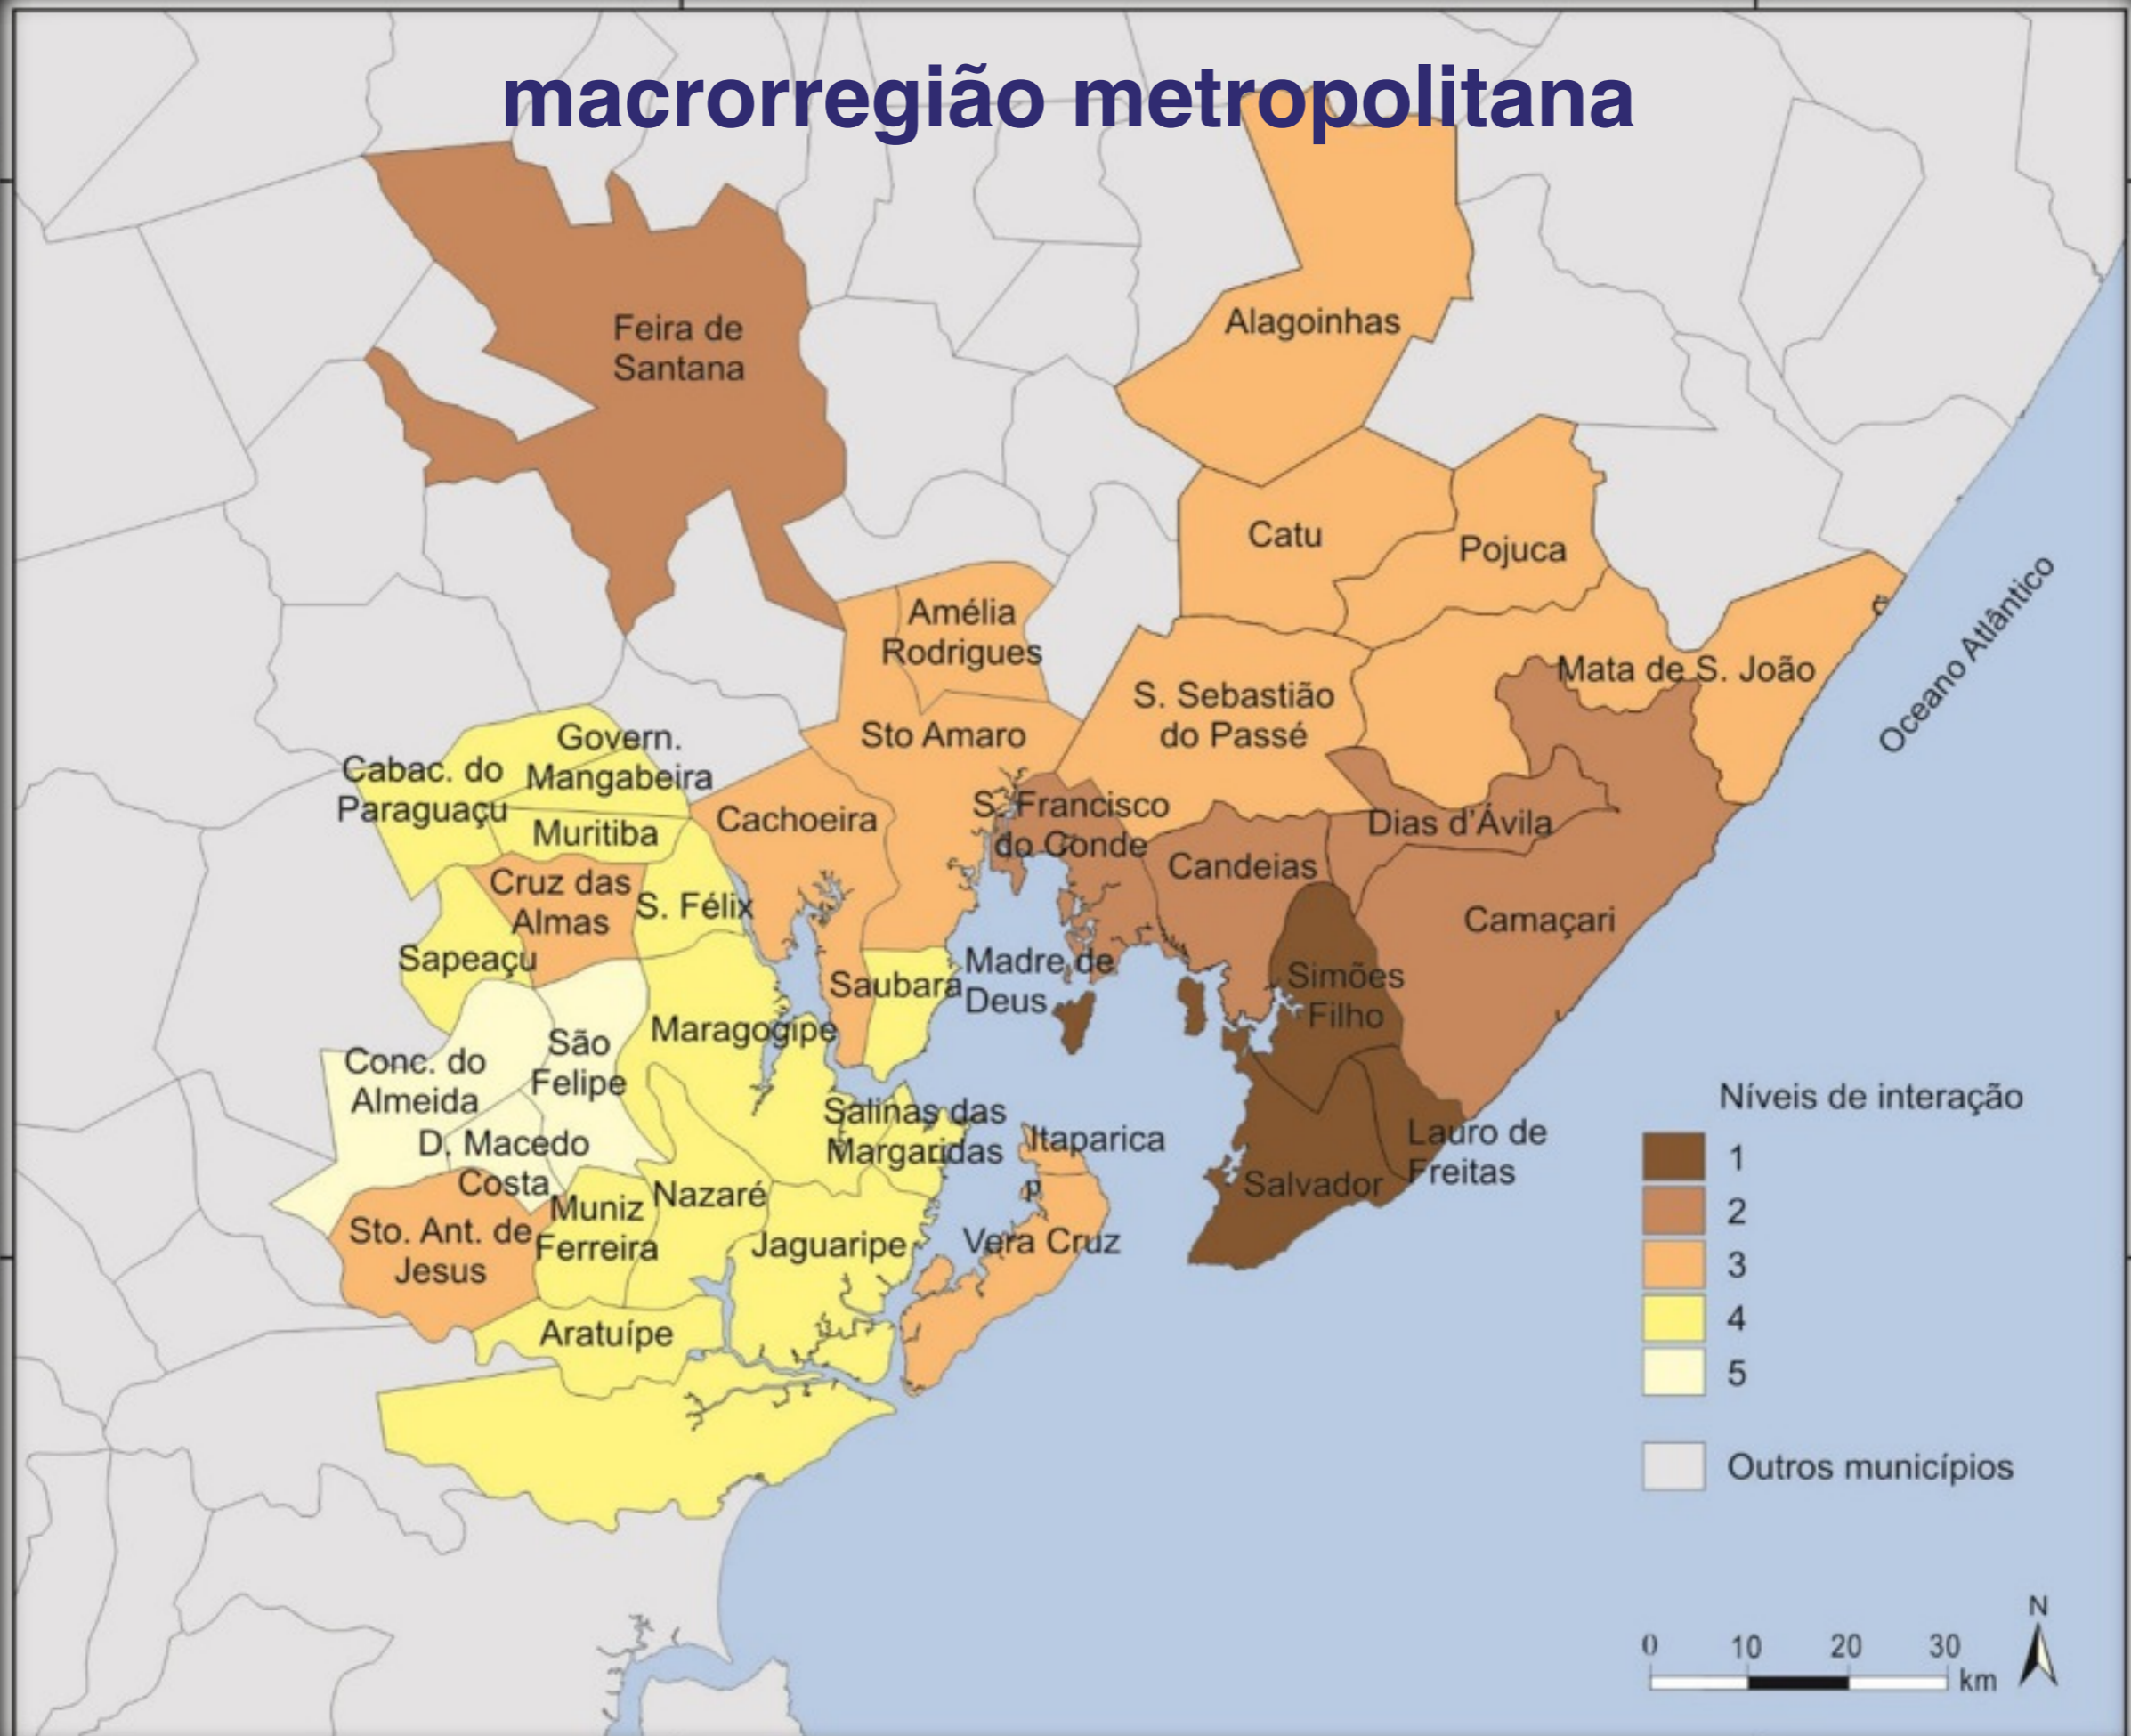 macrorregião metropolitana
Feira de
Santana
Alagoinhas
Catu
Pojuca
Amélia
Rodrigues
Oceano Atlântico
Mata de S. João
S. Sebastião
do Passé
Sto Amaro
Govern.
Mangabeira
Cabac. do
Paraguaçu
Muritiba
Cachoeira
S. Francisco
do Conde
Dias d'Ávila
Candeias
Cruz das
Almas
S. Félix
Camaçari
Sapeaçu
Saubara
Madre de
Deus
Simões
Filho
Maragogipe
São
Felipe
Conc. do
Almeida
Salinas das
Margaridas
D. Macedo
Costa
Itaparica
p
Lauro de
Freitas
Salvador
Muniz
Ferreira
Nazaré
Sto. Ant. de
Jesus
Jaguaripe
Vera Cruz
Aratuípe
Níveis de interação
1
2
3
4
5
Outros municípios
N
0 10 20 30
km